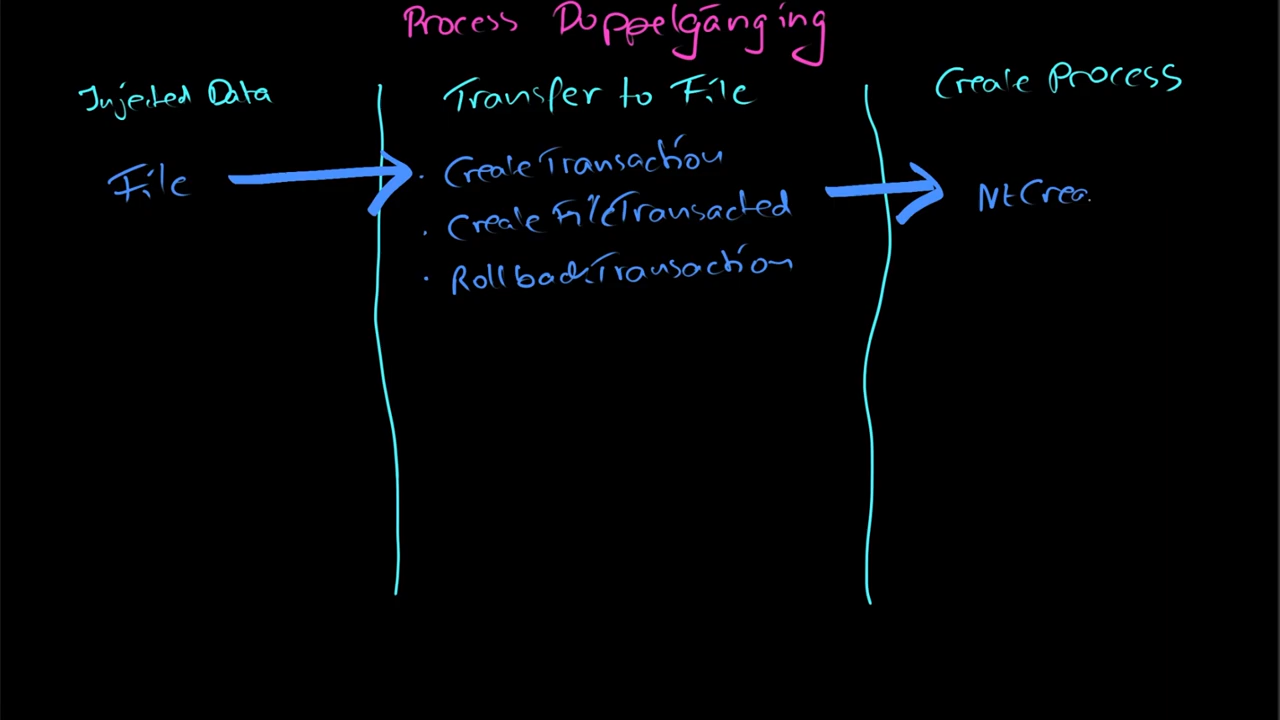 Process Doppelgänging
Injected Data
Transfer to File
Create Process
File
• CreateTransaction
• CreateFileTransacted
• RollbackTransaction
NtCrea